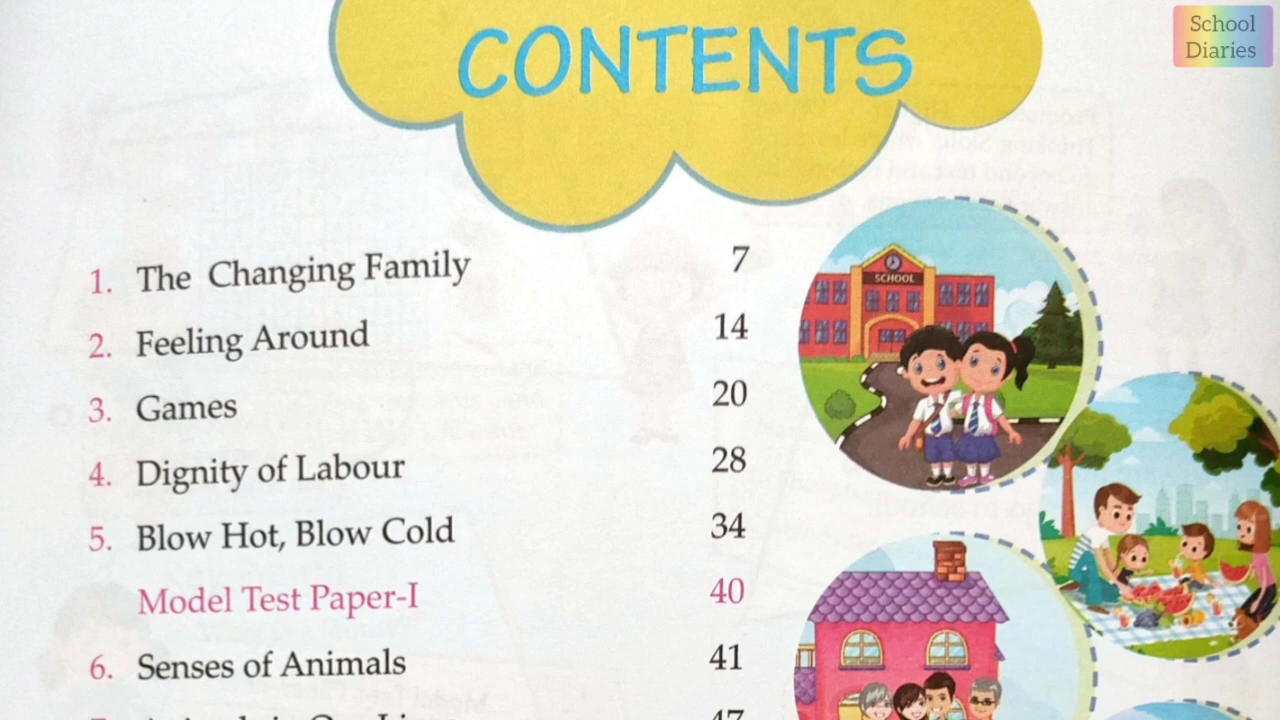 School
Diaries
CONTENTS
1. The Changing Family 7
2. Feeling Around 14
3. Games 20
4. Dignity of Labour 28
5. Blow Hot, Blow Cold 34
Model Test Paper-I 40
6. Senses of Animals 41
SCHOOL